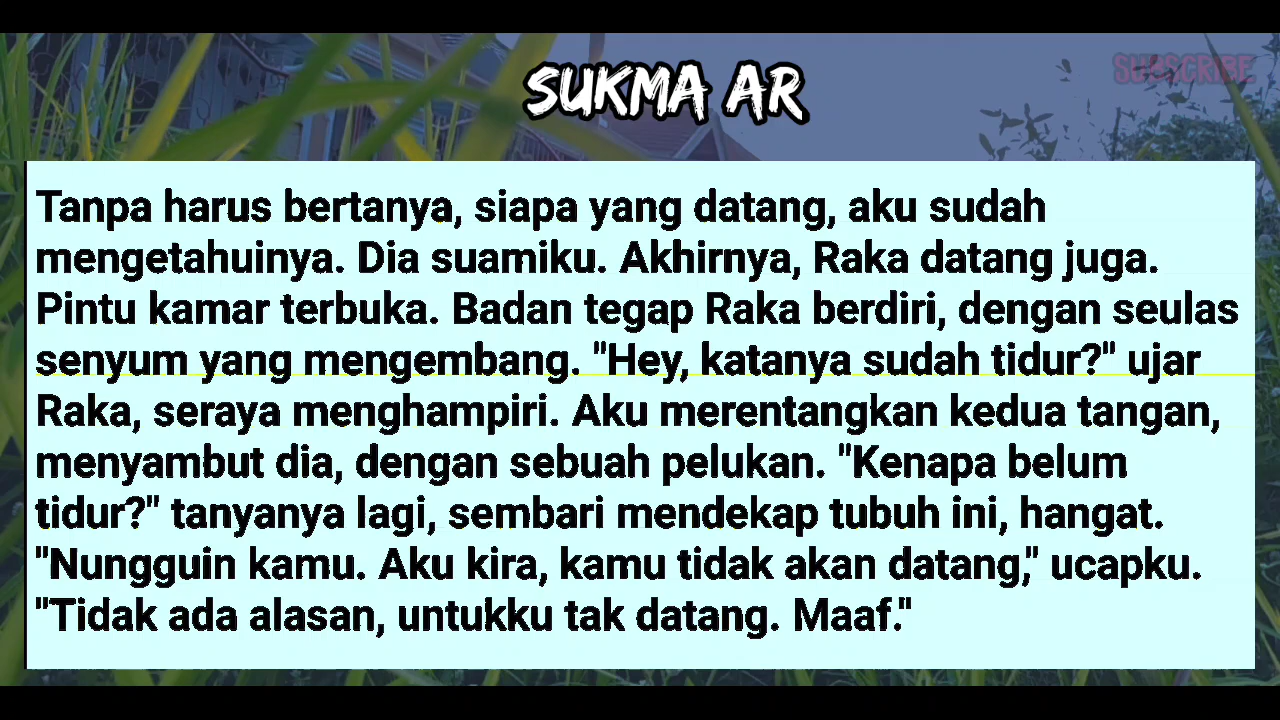 SUKMA AR
SUBSCRIBE
Tanpa harus bertanya, siapa yang datang, aku sudah
mengetahuinya. Dia suamiku. Akhirnya, Raka datang juga.
Pintu kamar terbuka. Badan tegap Raka berdiri, dengan seulas
senyum yang mengembang. "Hey, katanya sudah tidur?" ujar
Raka, seraya menghampiri. Aku merentangkan kedua tangan,
menyambut dia, dengan sebuah pelukan. "Kenapa belum
tidur?" tanyanya lagi, sembari mendekap tubuh ini, hangat.
"Nungguin kamu. Aku kira, kamu tidak akan datang," ucapku.
"Tidak ada alasan, untukku tak datang. Maaf."